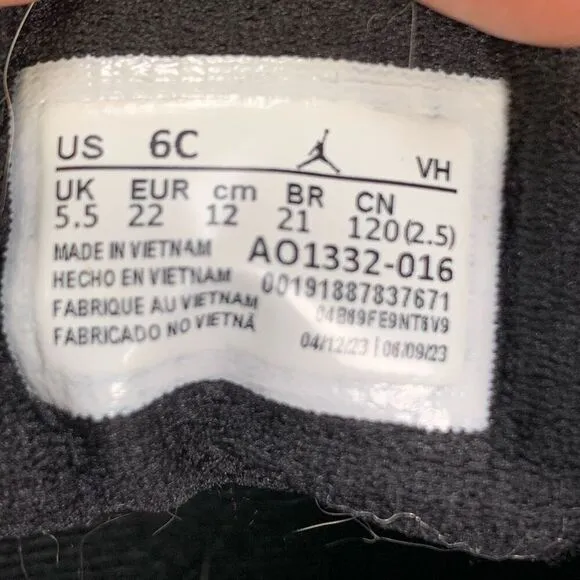 US 6C VH
UK EUR cm BR CN
5.5 22 12 21 120(2.5)
MADE IN VIETNAM AO1332-016
HECHO EN VIETNAM 00191887837671
FABRIQUE AU VIETNAM
FABRICADO NO VIETNÃ 04/12/23 | 06/09/23